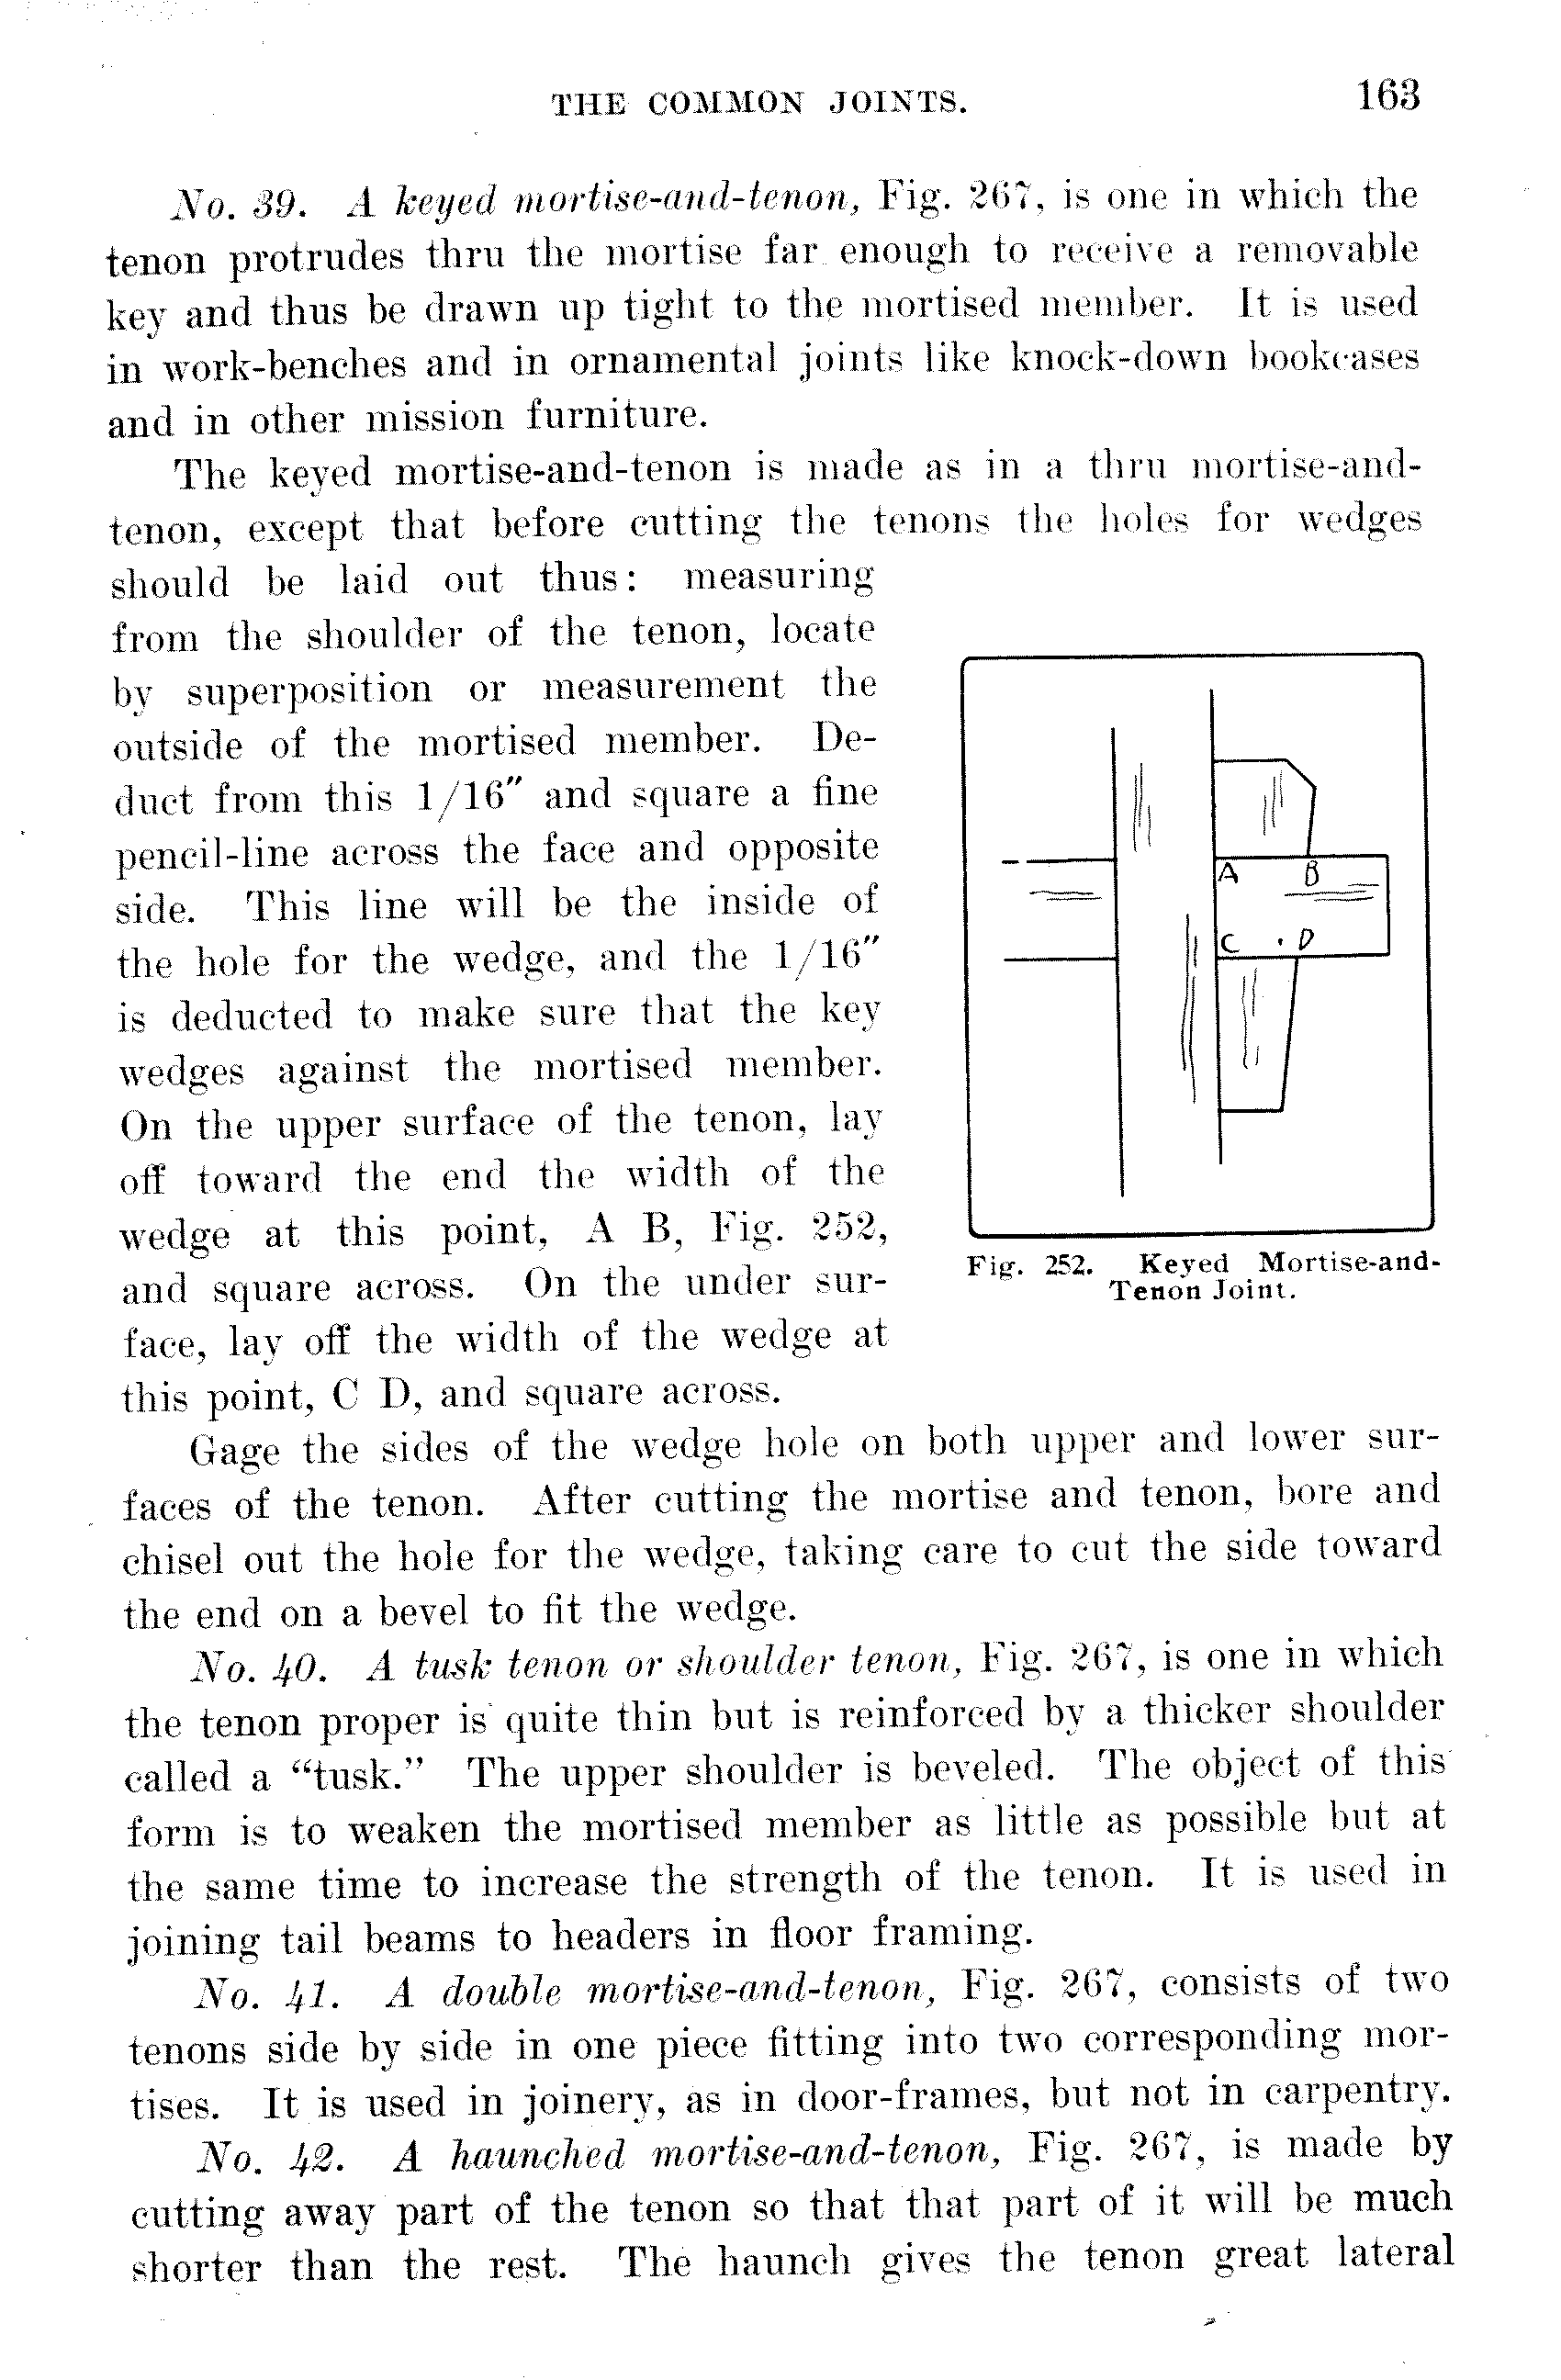 THE COMMON JOINTS. 163
No. 39. A keyed mortise-and-tenon, Fig. 267, is one in which the
tenon protrudes thru the mortise far enough to receive a removable
key and thus be drawn up tight to the mortised member. It is used
in work-benches and in ornamental joints like knock-down bookcases
and in other mission furniture.
The keyed mortise-and-tenon is made as in a thru mortise-and-
tenon, except that before cutting the tenons the holes for wedges
should be laid out thus: measuring
from the shoulder of the tenon, locate
by superposition or measurement the
outside of the mortised member. De-
duct from this 1/16″ and square a fine
pencil-line across the face and opposite
side. This line will be the inside of
the hole for the wedge, and the 1/16″
is deducted to make sure that the key
wedges against the mortised member.
On the upper surface of the tenon, lay
off toward the end the width of the
wedge at this point, A B, Fig. 252,
and square across. On the under sur-
face, lay off the width of the wedge at
this point, C D, and square across.
A B
C D
Fig. 252. Keyed Mortise-and-
Tenon Joint.
Gage the sides of the wedge hole on both upper and lower sur-
faces of the tenon. After cutting the mortise and tenon, bore and
chisel out the hole for the wedge, taking care to cut the side toward
the end on a bevel to fit the wedge.
No. 40. A tusk tenon or shoulder tenon, Fig. 267, is one in which
the tenon proper is quite thin but is reinforced by a thicker shoulder
called a “tusk.” The upper shoulder is beveled. The object of this
form is to weaken the mortised member as little as possible but at
the same time to increase the strength of the tenon. It is used in
joining tail beams to headers in floor framing.
No. 41. A double mortise-and-tenon, Fig. 267, consists of two
tenons side by side in one piece fitting into two corresponding mor-
tises. It is used in joinery, as in door-frames, but not in carpentry.
No. 42. A haunched mortise-and-tenon, Fig. 267, is made by
cutting away part of the tenon so that that part of it will be much
shorter than the rest. The haunch gives the tenon great lateral